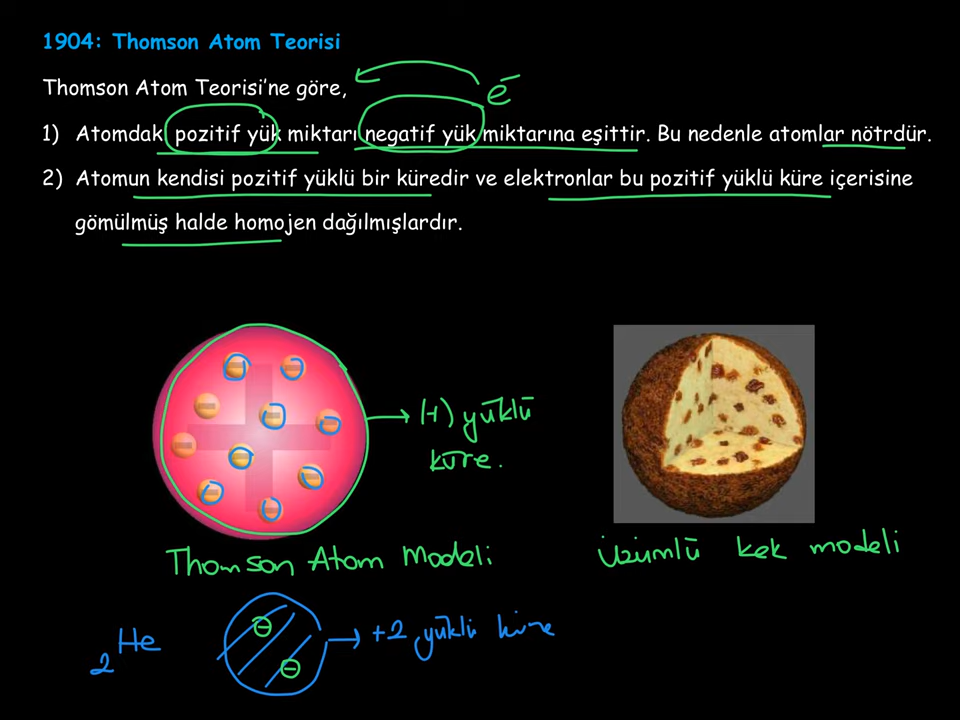 1904: Thomson Atom Teorisi
Thomson Atom Teorisi'ne göre,
e⁻
1) Atomdak pozitif yük miktarı negatif yük miktarına eşittir. Bu nedenle atomlar nötrdür.
2) Atomun kendisi pozitif yüklü bir küredir ve elektronlar bu pozitif yüklü küre içerisine
gömülmüş halde homojen dağılmışlardır.
(+) yüklü
küre.
Thomson Atom Modeli
üzümlü kek modeli
₂He
+2 yüklü küre